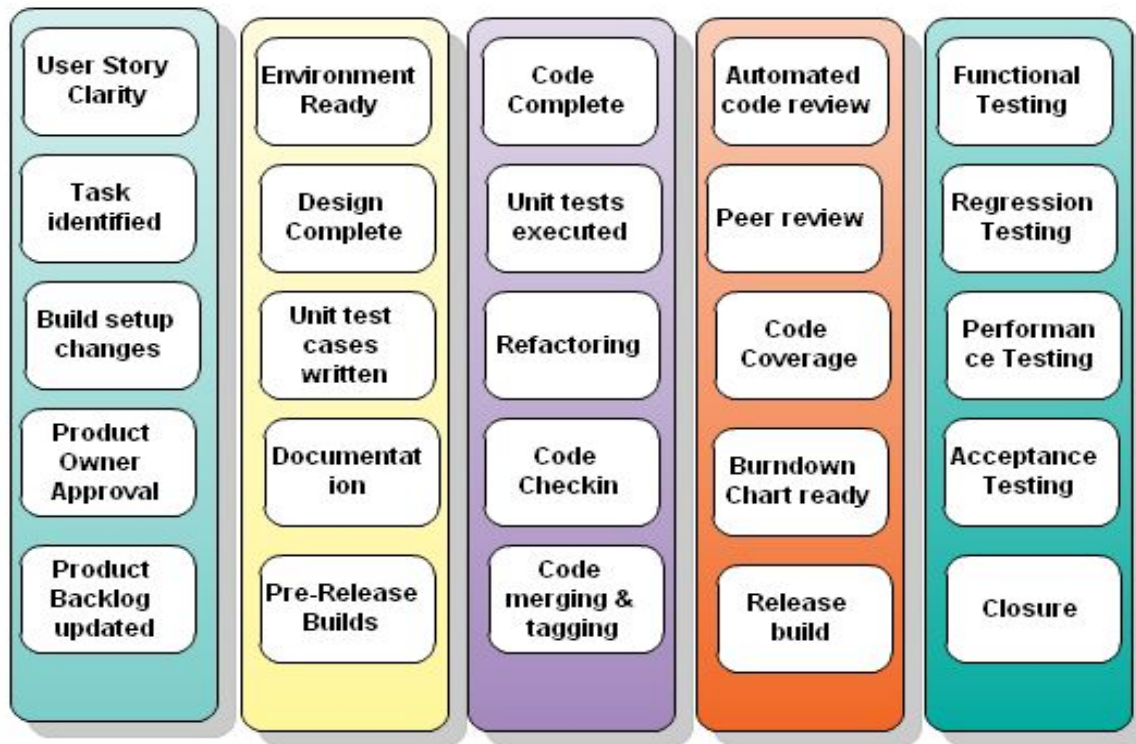 User Story
Clarity
Task
identified
Build setup
changes
Product
Owner
Approval
Product
Backlog
updated
Environment
Ready
Design
Complete
Unit test
cases
written
Documentat
ion
Pre-Release
Builds
Code
Complete
Unit tests
executed
Refactoring
Code
Checkin
Code
merging &
tagging
Automated
code review
Peer review
Code
Coverage
Burndown
Chart ready
Release
build
Functional
Testing
Regression
Testing
Performan
ce Testing
Acceptance
Testing
Closure